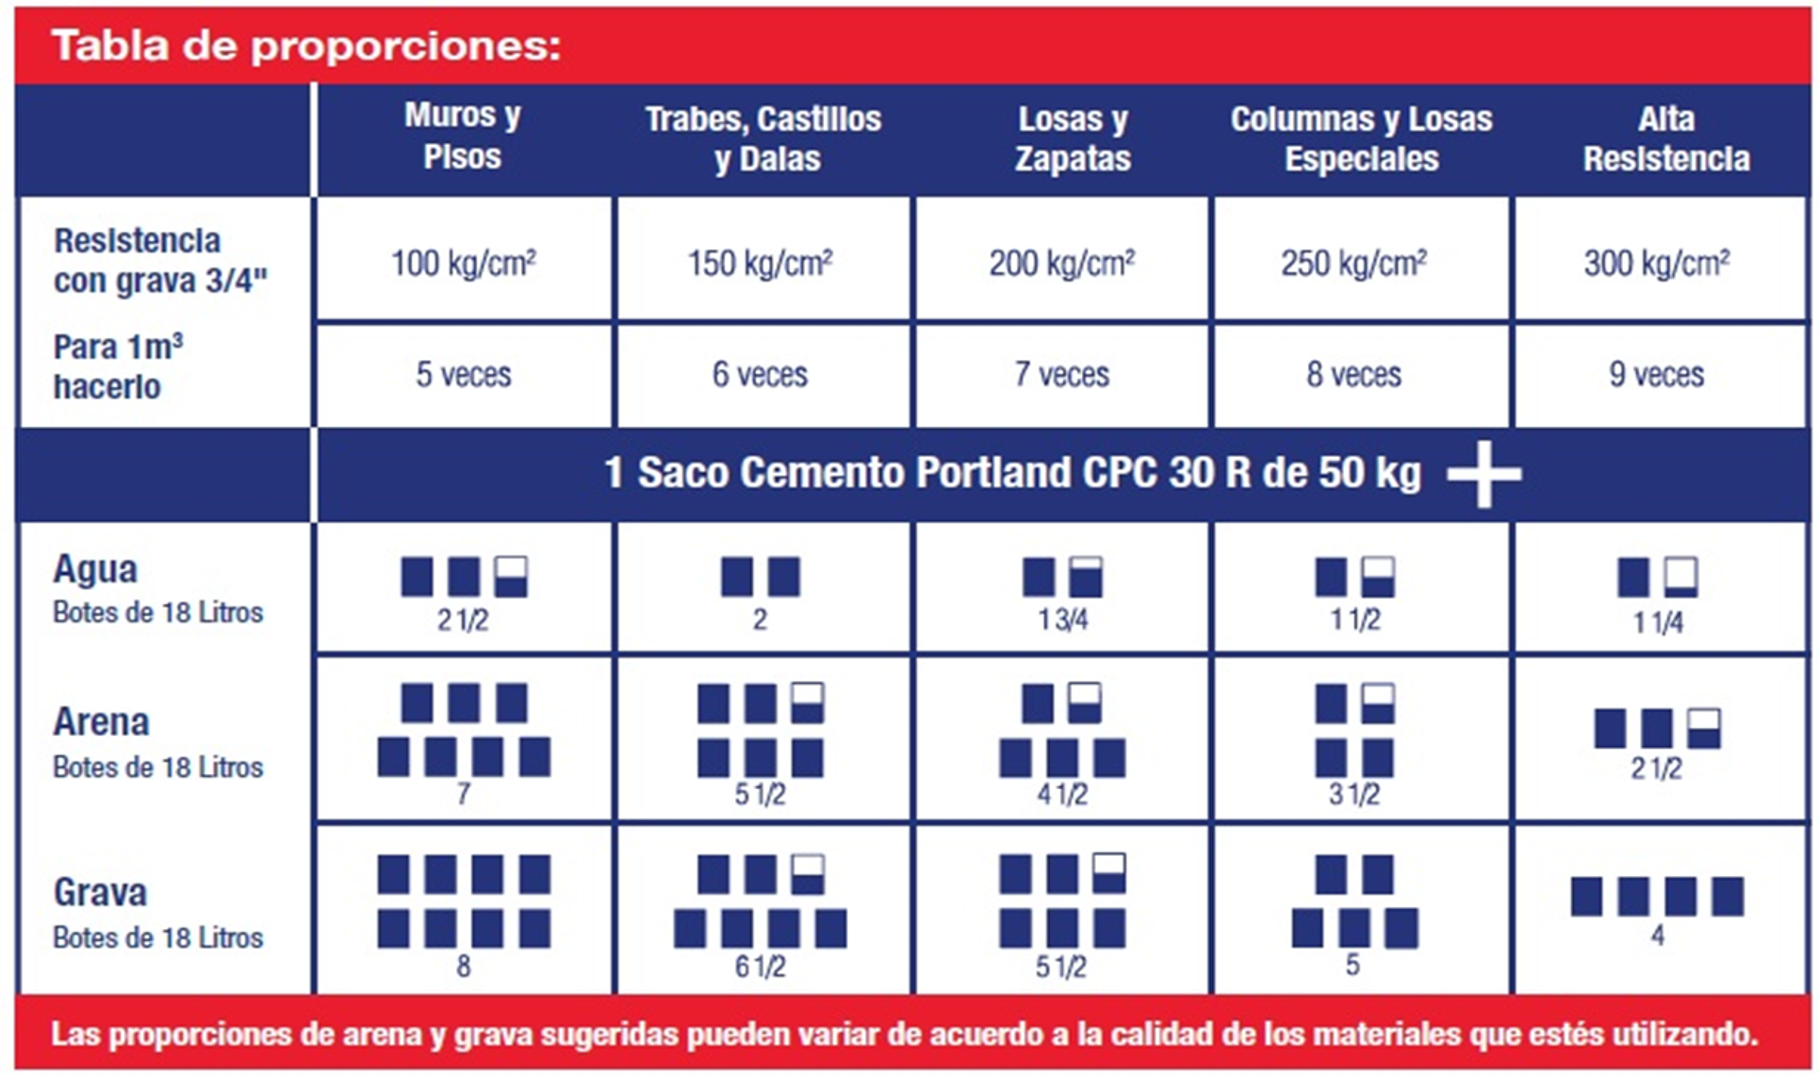 Tabla de proporciones:
Muros y
Pisos
Trabes, Castillos
y Dalas
Losas y
Zapatas
Columnas y Losas
Especiales
Alta
Resistencia
Resistencia
con grava 3/4"
100 kg/cm²
150 kg/cm²
200 kg/cm²
250 kg/cm²
300 kg/cm²
Para 1m³
hacerlo
5 veces
6 veces
7 veces
8 veces
9 veces
1 Saco Cemento Portland CPC 30 R de 50 kg +
Agua
Botes de 18 Litros
2 1/2
2
1 3/4
1 1/2
1 1/4
Arena
Botes de 18 Litros
7
5 1/2
4 1/2
3 1/2
2 1/2
Grava
Botes de 18 Litros
8
6 1/2
5 1/2
5
4
Las proporciones de arena y grava sugeridas pueden variar de acuerdo a la calidad de los materiales que estés utilizando.